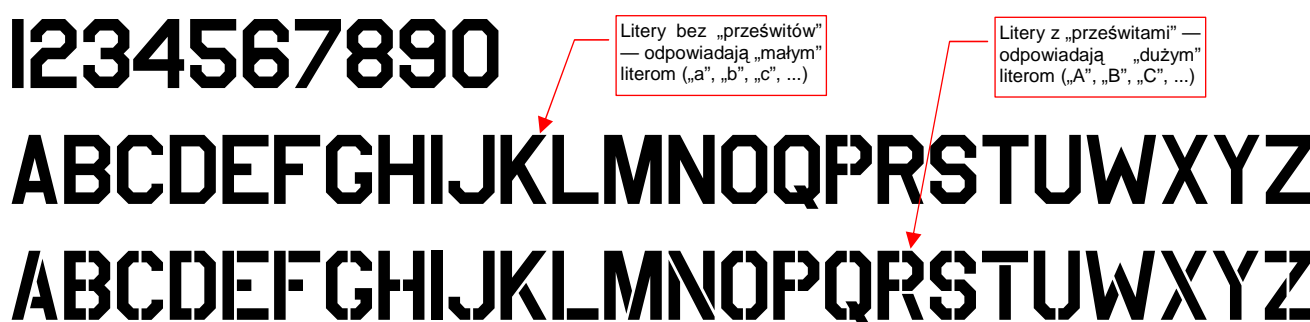 1234567890
Litery bez „prześwitów”
— odpowiadają „małym”
literom („a”, „b”, „c”, ...)
Litery z „prześwitami” —
odpowiadają „dużym”
literom („A”, „B”, „C”, ...)
ABCDEFGHIJKLMNOQPRSTUWXYZ
ABCDEFGHIJKLMNOPQRSTUWXYZ